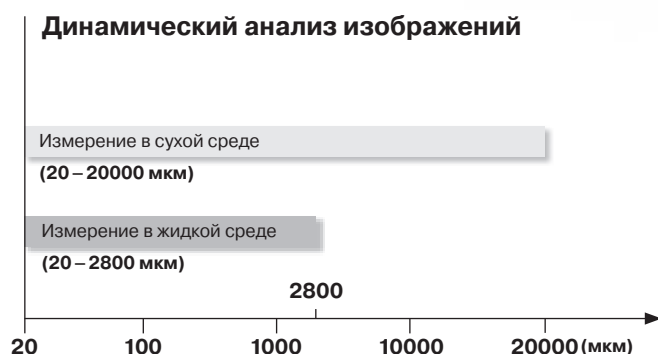 Динамический анализ изображений
Измерение в сухой среде
(20 – 20000 мкм)
Измерение в жидкой среде
(20 – 2800 мкм)
2800
20 100 1000 10000 20000 (мкм)